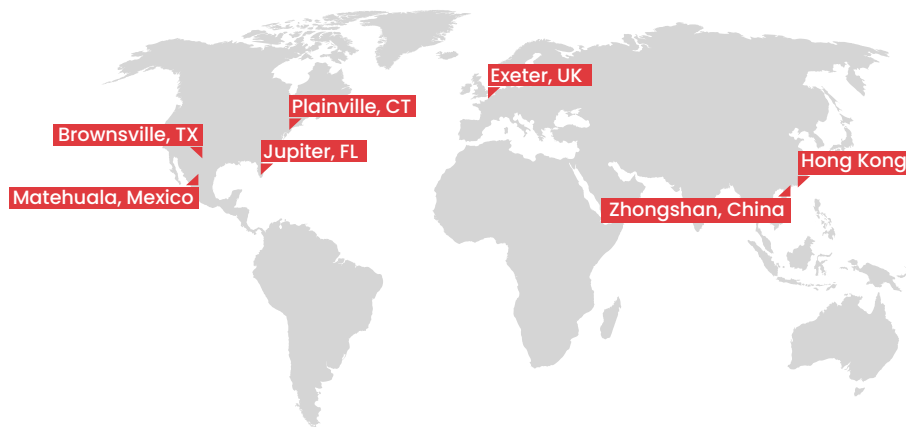 Exeter, UK
Plainville, CT
Brownsville, TX
Jupiter, FL
Hong Kong
Matehuala, Mexico
Zhongshan, China